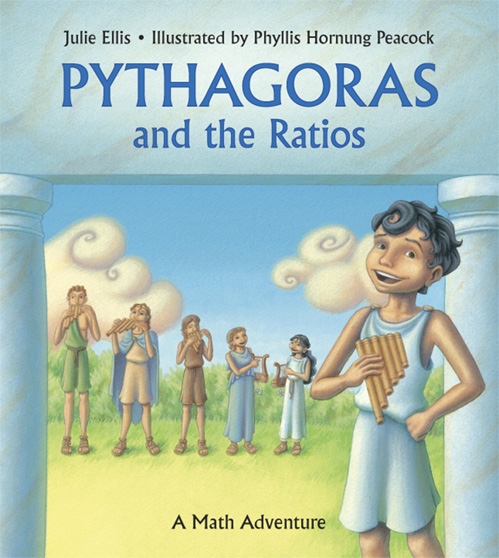 Julie Ellis • Illustrated by Phyllis Hornung Peacock
PYTHAGORAS
and the Ratios
A Math Adventure